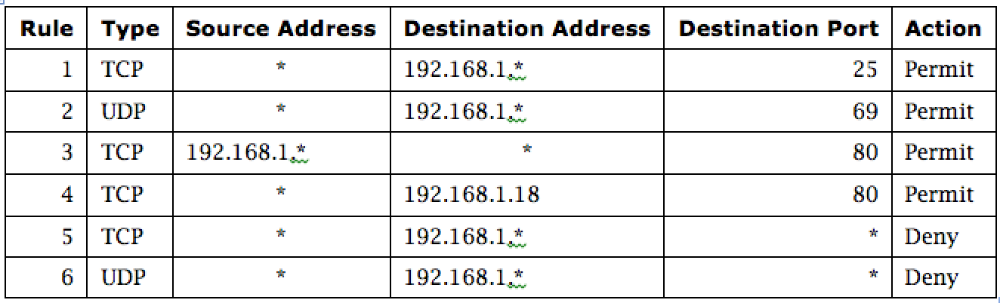 Rule Type Source Address Destination Address Destination Port Action
1 TCP * 192.168.1.* 25 Permit
2 UDP * 192.168.1.* 69 Permit
3 TCP 192.168.1.* * 80 Permit
4 TCP * 192.168.1.18 80 Permit
5 TCP * 192.168.1.* * Deny
6 UDP * 192.168.1.* * Deny